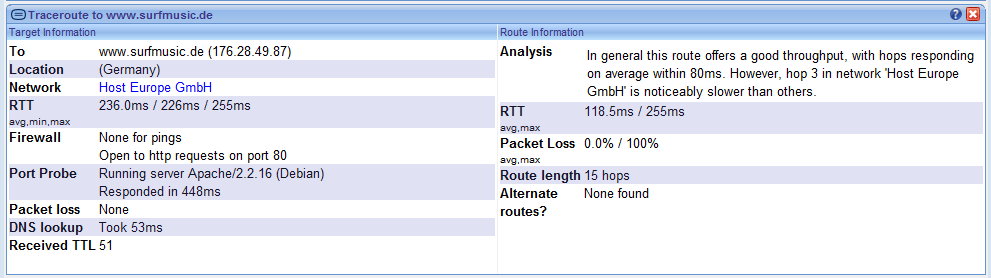 Traceroute to www.surfmusic.de
Target Information
To www.surfmusic.de (176.28.49.87)
Location (Germany)
Network Host Europe GmbH
RTT 236.0ms / 226ms / 255ms
avg,min,max
Firewall None for pings
Open to http requests on port 80
Port Probe Running server Apache/2.2.16 (Debian)
Responded in 448ms
Packet loss None
DNS lookup Took 53ms
Received TTL 51
Route Information
Analysis In general this route offers a good throughput, with hops responding
on average within 80ms. However, hop 3 in network 'Host Europe
GmbH' is noticeably slower than others.
RTT 118.5ms / 255ms
avg,max
Packet Loss 0.0% / 100%
avg,max
Route length 15 hops
Alternate None found
routes?